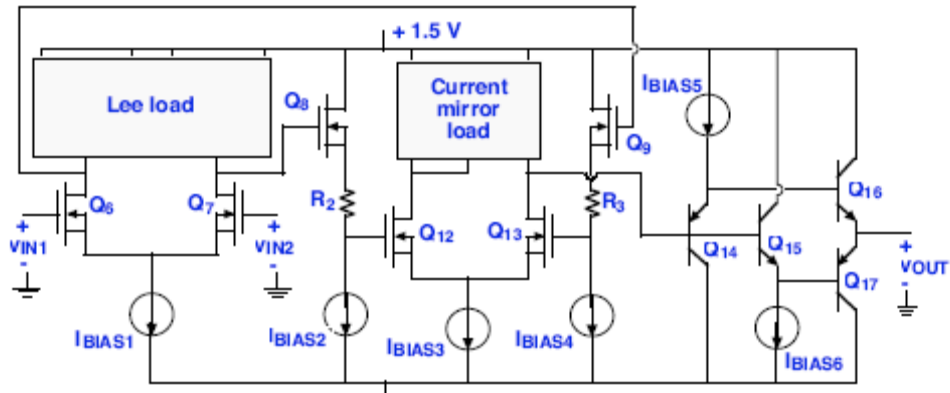 + 1.5 V
Lee load
Q8
Current
mirror
load
IBIAS5
Q9
Q16
Q6
Q7
R2
Q12
Q13
R3
Q14
Q15
+
vIN1
-
+
vIN2
-
+
vOUT
-
Q17
IBIAS1
IBIAS2
IBIAS3
IBIAS4
IBIAS6